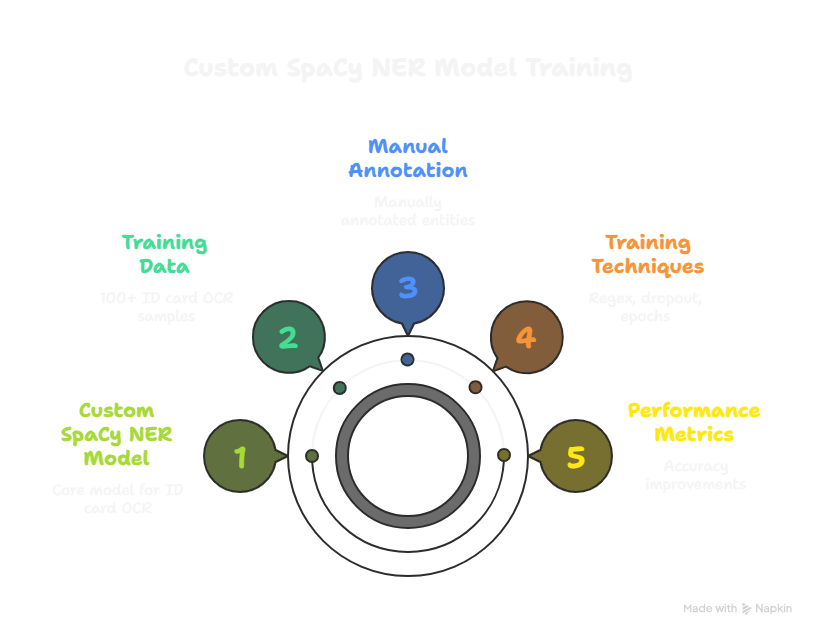 Custom SpaCy NER Model Training
Manual
Annotation
Manually
annotated entities
Training
Data
100+ ID card OCR
samples
Training
Techniques
Regex, dropout,
epochs
3
2
4
Custom
SpaCy NER
Model
Core model for ID
card OCR
1
5
Performance
Metrics
Accuracy
improvements
Made with Napkin